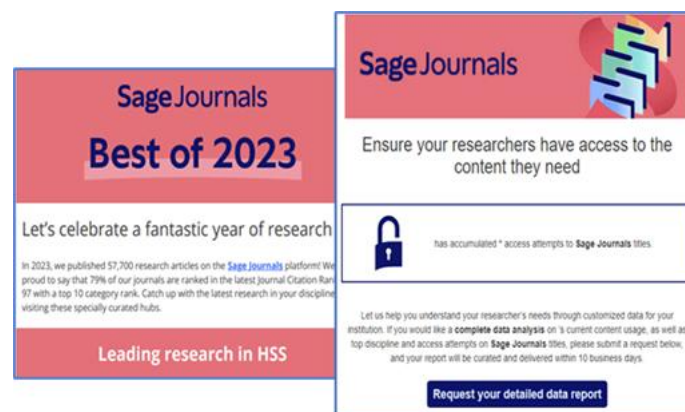 Sage Journals
Best of 2023
Let's celebrate a fantastic year of research
In 2023, we published 57,700 research articles on the Sage Journals platform! We
proud to say that 79% of our journals are ranked in the latest Journal Citation
97 with a top 10 category rank. Catch up with the latest research in your discipline
visiting these specially curated hubs.
Leading research in HSS
Sage Journals
Ensure your researchers have access to the
content they need
has accumulated * access attempts to Sage Journals titles.
Let us help you understand your researcher's needs through customized data for your
institution. If you would like a complete data analysis on 's current content usage, as well as
top discipline and access attempts on Sage Journals titles, please submit a request below,
and your report will be curated and delivered within 10 business days.
Request your detailed data report